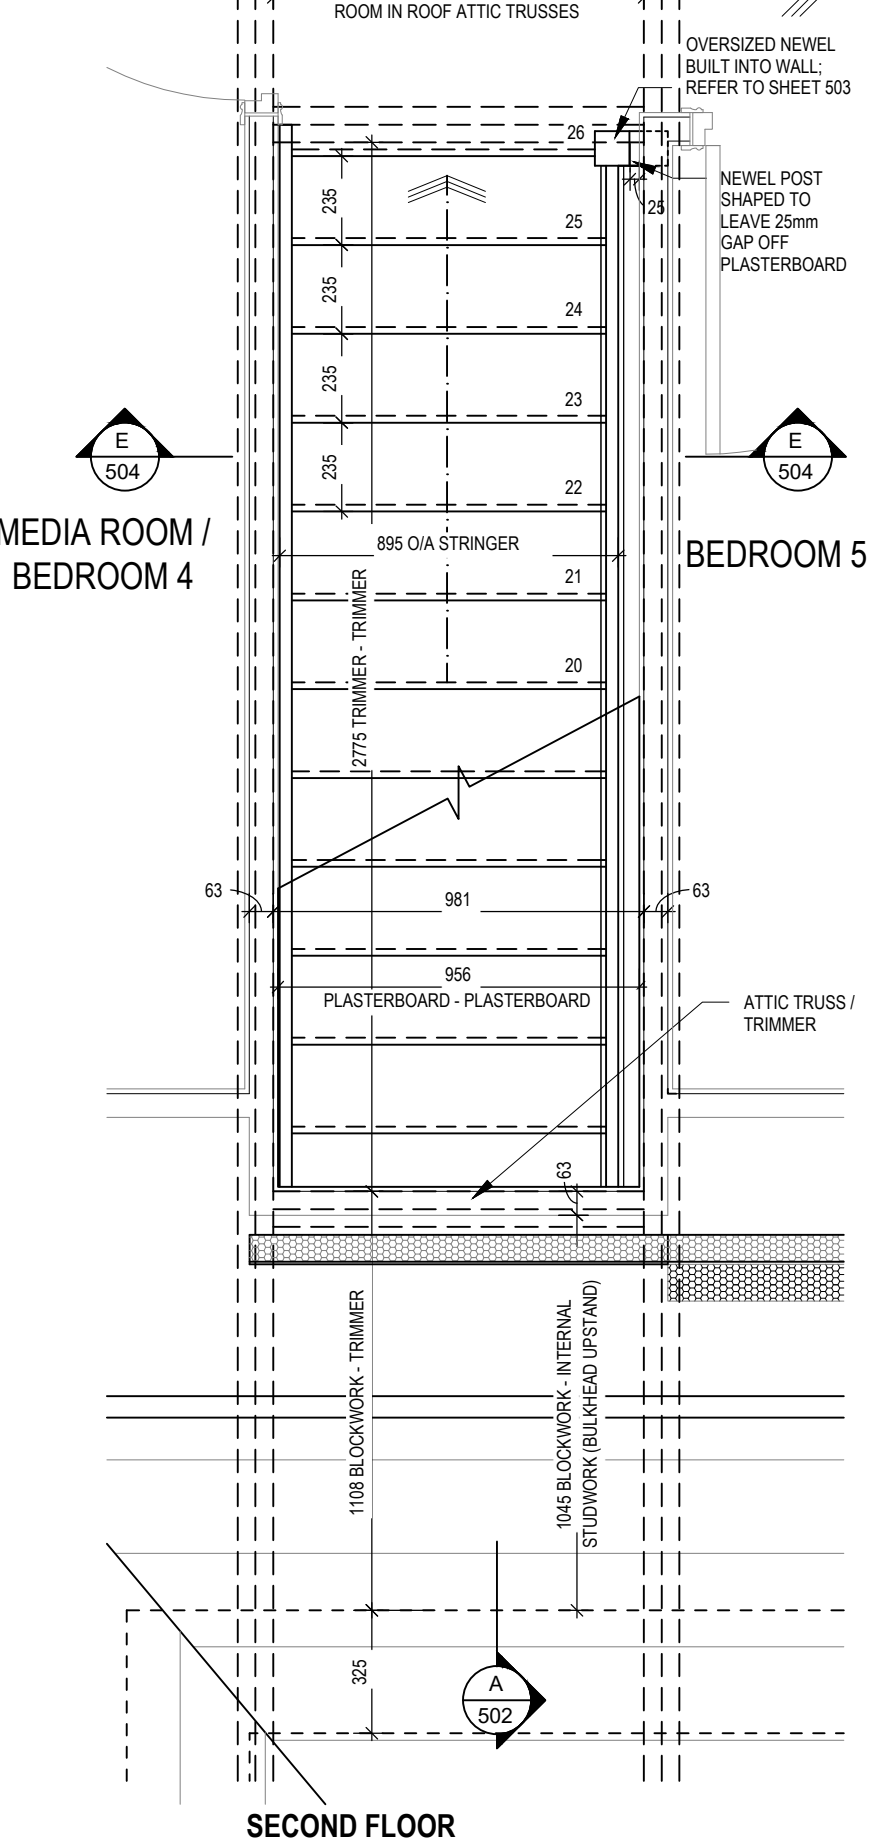 ROOM IN ROOF ATTIC TRUSSES
OVERSIZED NEWEL
BUILT INTO WALL;
REFER TO SHEET 503
26
NEWEL POST
SHAPED TO
LEAVE 25mm
GAP OFF
PLASTERBOARD
25
235
25
235
24
235
23
235
22
E
504
E
504
MEDIA ROOM /
BEDROOM 4
895 O/A STRINGER
BEDROOM 5
21
2775 TRIMMER - TRIMMER
20
63
981
63
956
PLASTERBOARD - PLASTERBOARD
ATTIC TRUSS /
TRIMMER
63
1108 BLOCKWORK - TRIMMER
1045 BLOCKWORK - INTERNAL
STUDWORK (BULKHEAD UPSTAND)
325
A
502
SECOND FLOOR